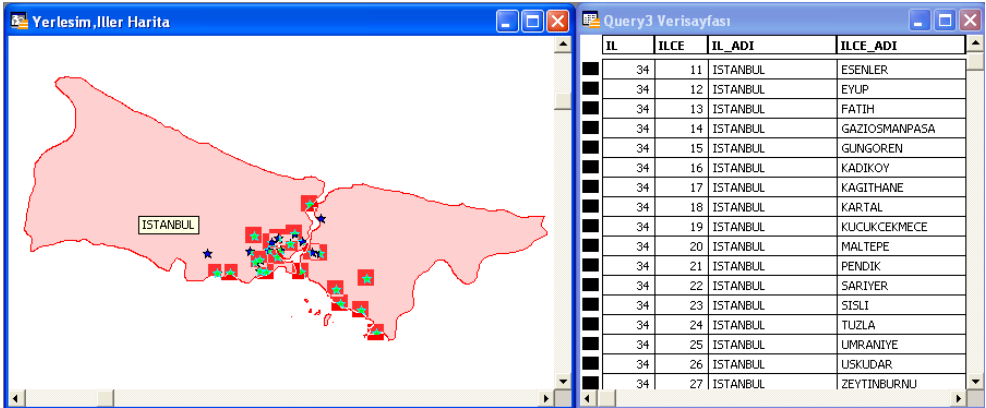 Yerlesim,Iller Harita
ISTANBUL
Query3 Verisayfası
IL ILCE IL_ADI ILCE_ADI
34 11 ISTANBUL ESENLER
34 12 ISTANBUL EYUP
34 13 ISTANBUL FATIH
34 14 ISTANBUL GAZIOSMANPASA
34 15 ISTANBUL GUNGOREN
34 16 ISTANBUL KADIKOY
34 17 ISTANBUL KAGITHANE
34 18 ISTANBUL KARTAL
34 19 ISTANBUL KUCUKCEKMECE
34 20 ISTANBUL MALTEPE
34 21 ISTANBUL PENDIK
34 22 ISTANBUL SARIYER
34 23 ISTANBUL SISLI
34 24 ISTANBUL TUZLA
34 25 ISTANBUL UMRANIYE
34 26 ISTANBUL USKUDAR
34 27 ISTANBUL ZEYTINBURNU